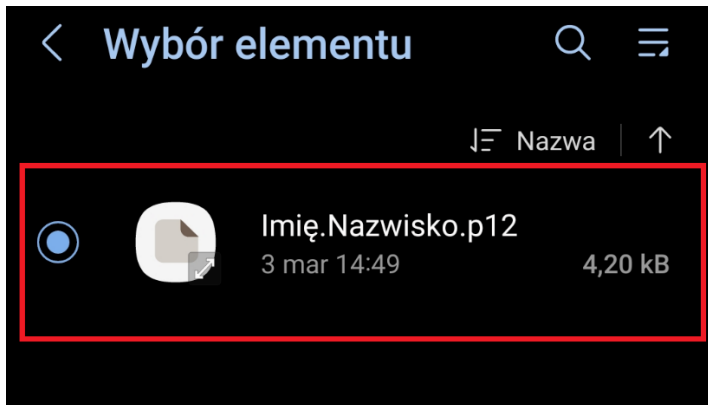 Wybór elementu
Nazwa
Imię.Nazwisko.p12
3 mar 14:49 4,20 kB